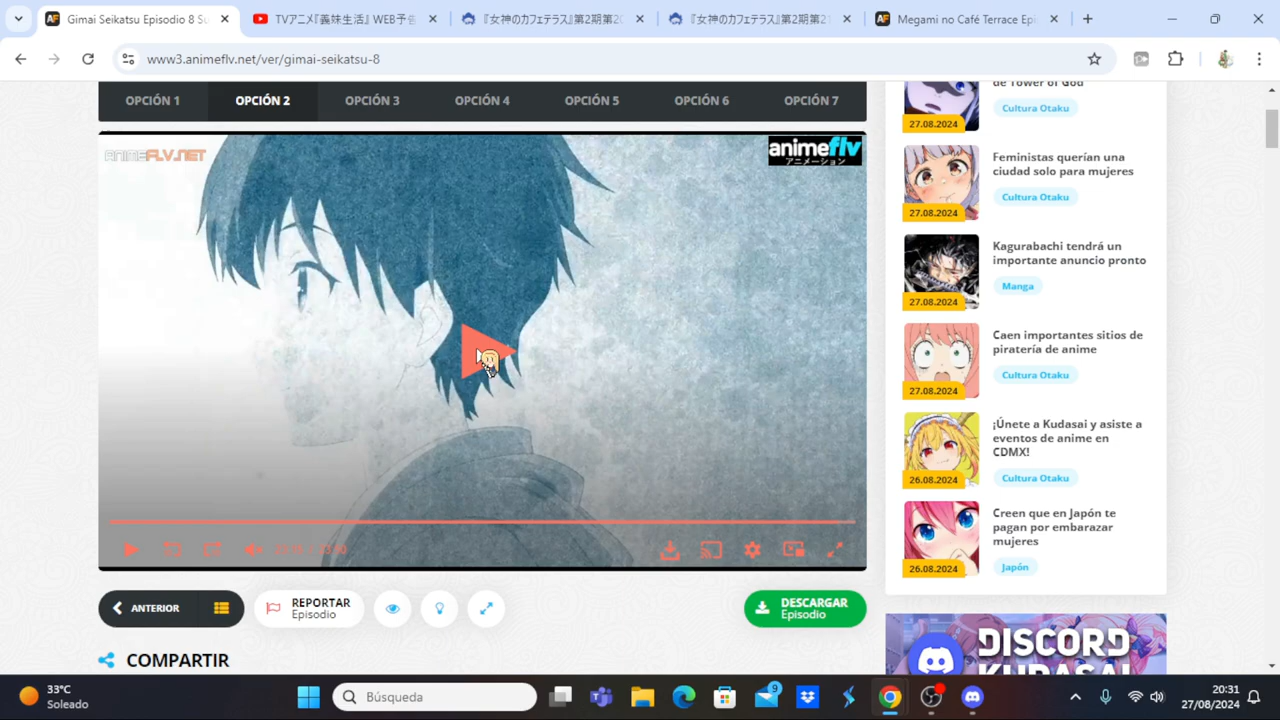 Gimai Seikatsu Episodio 8 Su
TVアニメ『義妹生活』WEB予告
『女神のカフェテラス』第2期第20
『女神のカフェテラス』第2期第21
Megami no Café Terrace Epi
www3.animeflv.net/ver/gimai-seikatsu-8
OPCIÓN 1
OPCIÓN 2
OPCIÓN 3
OPCIÓN 4
OPCIÓN 5
OPCIÓN 6
OPCIÓN 7
ANIMEFLV.NET
animeflv
アニメーション
de Tower of God
Cultura Otaku
27.08.2024
Feministas querían una
ciudad solo para mujeres
Cultura Otaku
27.08.2024
Kagurabachi tendrá un
importante anuncio pronto
Manga
27.08.2024
Caen importantes sitios de
piratería de anime
Cultura Otaku
27.08.2024
¡Únete a Kudasai y asiste a
eventos de anime en
CDMX!
Cultura Otaku
26.08.2024
Creen que en Japón te
pagan por embarazar
mujeres
Japón
26.08.2024
ANTERIOR
REPORTAR
Episodio
DESCARGAR
Episodio
COMPARTIR
DISCORD
KUDASAI
33°C
Soleado
Búsqueda
9
20:31
27/08/2024